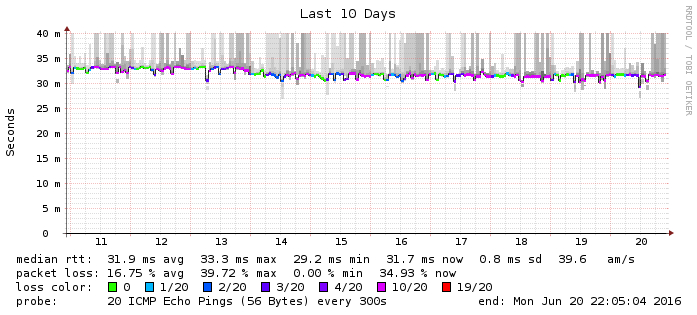 Last 10 Days
RRDTOOL / TOBI OETIKER
Seconds
40 m
35 m
30 m
25 m
20 m
15 m
10 m
5 m
0
11 12 13 14 15 16 17 18 19 20
median rtt: 31.9 ms avg 33.3 ms max 29.2 ms min 31.7 ms now 0.8 ms sd 39.6 am/s
packet loss: 16.75 % avg 39.72 % max 0.00 % min 34.93 % now
loss color: 0 1/20 2/20 3/20 4/20 10/20 19/20
probe: 20 ICMP Echo Pings (56 Bytes) every 300s end: Mon Jun 20 22:05:04 2016